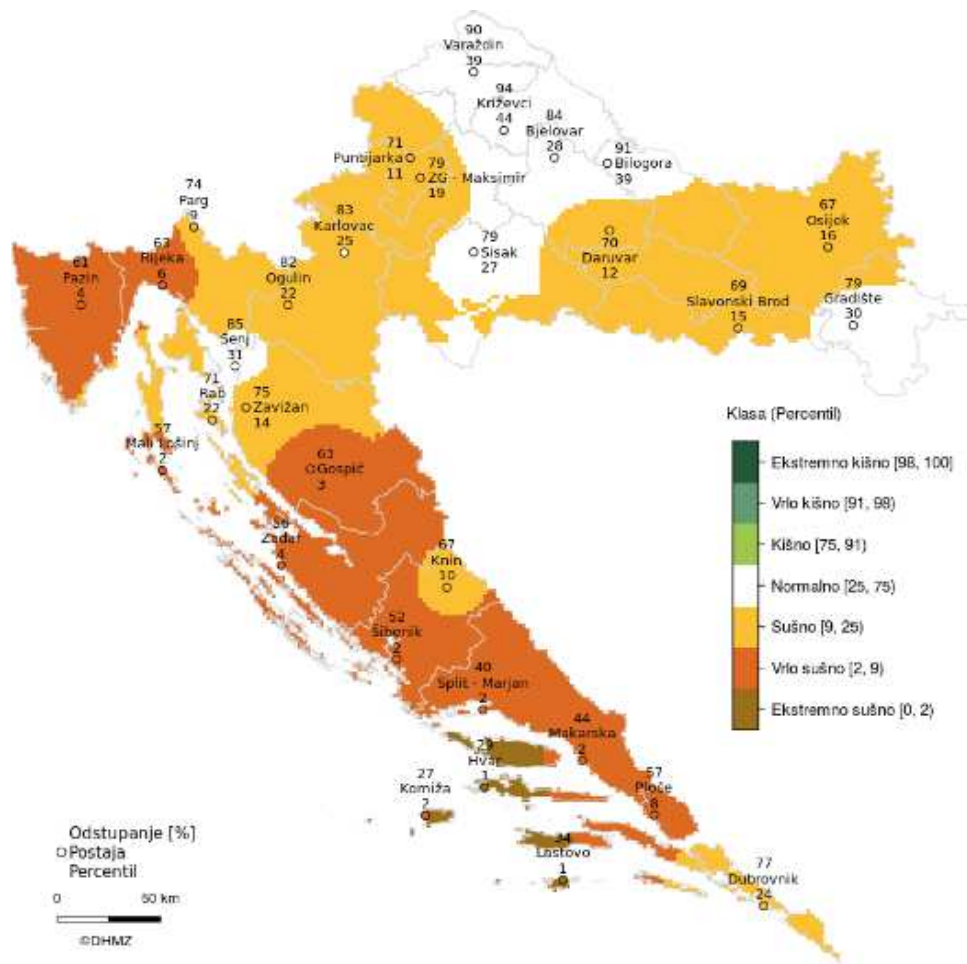 90
Varaždin
39
94
Križevci
44
84
Bjelovar
28
91
Bilogora
39
71
Puntijarka
11
79
ZG - Maksimir
19
74
Parg
9
83
Karlovac
25
79
Sisak
27
70
Daruvar
12
67
Osijek
16
69
Slavonski Brod
15
79
Gradište
30
63
Rijeka
6
61
Pazin
4
82
Ogulin
22
85
Senj
31
71
Rab
22
75
Zavižan
14
57
Mali Lošinj
2
63
Gospić
3
56
Zadar
4
67
Knin
10
52
Šibenik
2
40
Split - Marjan
2
44
Makarska
2
29
Hvar
1
27
Komiža
2
57
Ploče
8
34
Lastovo
1
77
Dubrovnik
24
Klasa (Percentil)
Ekstremno kišno [98, 100]
Vrlo kišno [91, 98)
Kišno [75, 91)
Normalno [25, 75)
Sušno [9, 25)
Vrlo sušno [2, 9)
Ekstremno sušno [0, 2)
Odstupanje [%]
Postaja
Percentil
0 50 km
©DHMZ